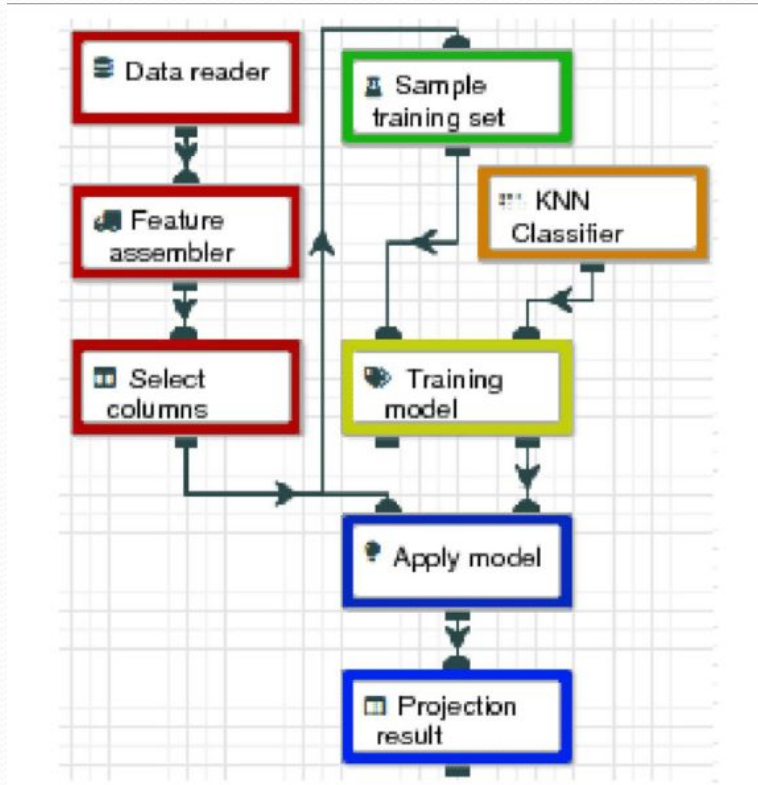 Data reader
Sample
training set
KNN
Classifier
Feature
assembler
Select
columns
Training
model
Apply model
Projection
result